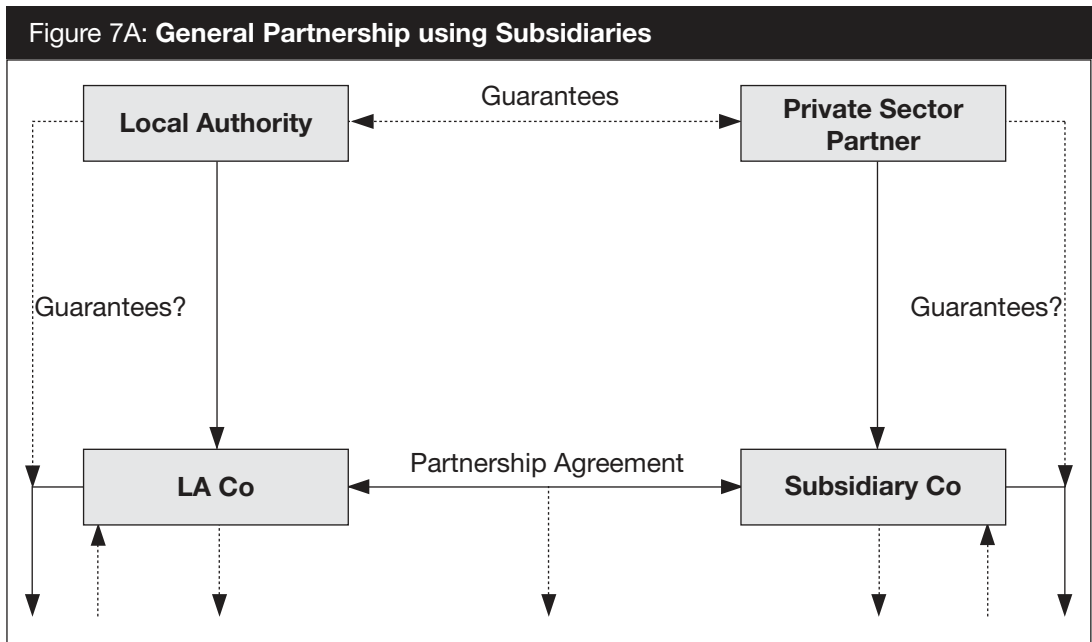 Figure 7A: General Partnership using Subsidiaries
Guarantees
Local Authority
Private Sector
Partner
Guarantees?
Guarantees?
Partnership Agreement
LA Co
Subsidiary Co